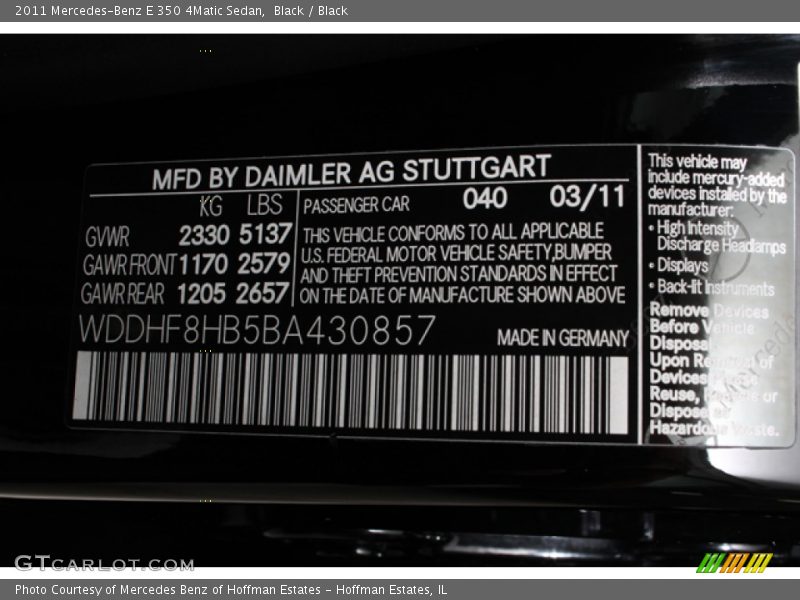 2011 Mercedes-Benz E 350 4Matic Sedan,  Black / Black
MFD BY DAIMLER AG STUTTGART
KG LBS
GVWR 2330 5137
GAWR FRONT 1170 2579
GAWR REAR 1205 2657
PASSENGER CAR 040 03/11
THIS VEHICLE CONFORMS TO ALL APPLICABLE
U.S. FEDERAL MOTOR VEHICLE SAFETY,BUMPER
AND THEFT PREVENTION STANDARDS IN EFFECT
ON THE DATE OF MANUFACTURE SHOWN ABOVE
WDDHF8HB5BA430857
MADE IN GERMANY
This vehicle may
include mercury-added
devices installed by the
manufacturer:
• High Intensity
Discharge Headlamps
• Displays
• Back-lit Instruments
Remove Devices
Before Vehicle
Disposal.
Upon Removal of
Devices
Reuse, or
Dispose as
Hazardous Waste.
GTCARLOT.COM
Photo Courtesy of Mercedes Benz of Hoffman Estates - Hoffman Estates, IL